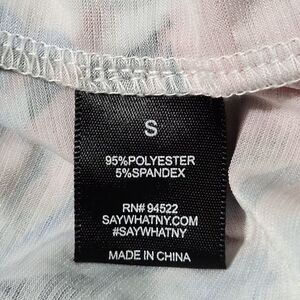 S
95%POLYESTER
5%SPANDEX
RN# 94522
SAYWHATNY.COM
#SAYWHATNY
MADE IN CHINA